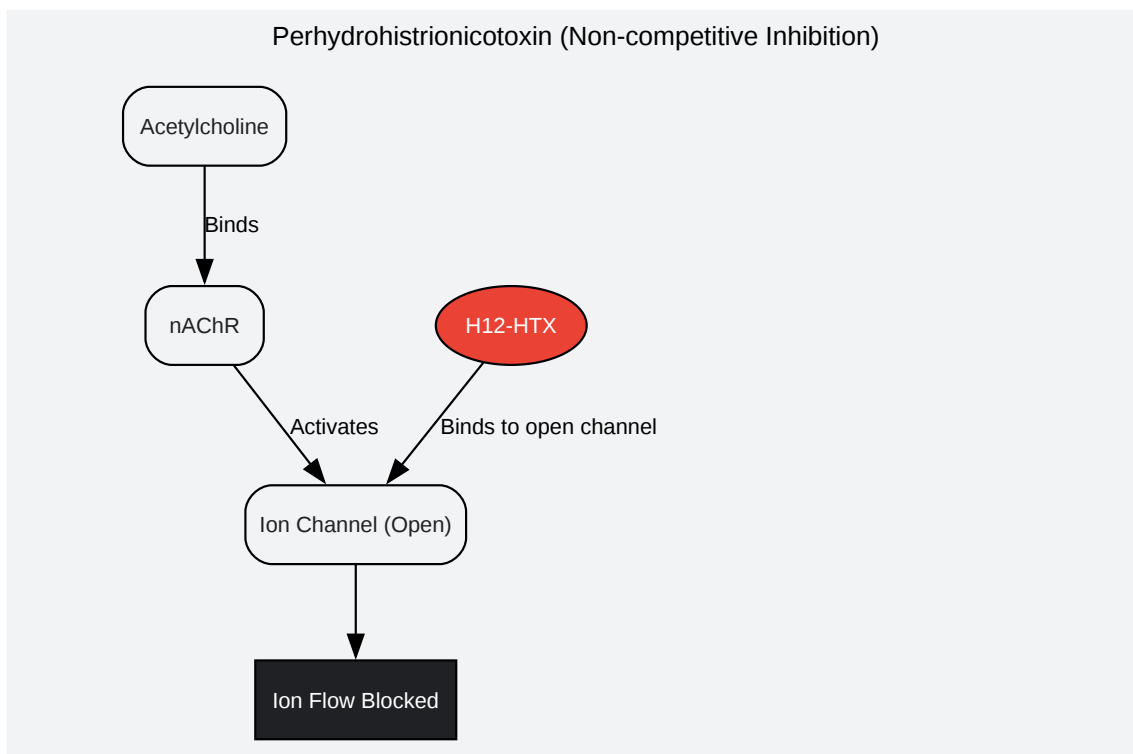 Perhydrohistrionicotoxin (Non-competitive Inhibition)
Acetylcholine
Binds
nAChR
H12-HTX
Activates
Binds to open channel
Ion Channel (Open)
Ion Flow Blocked